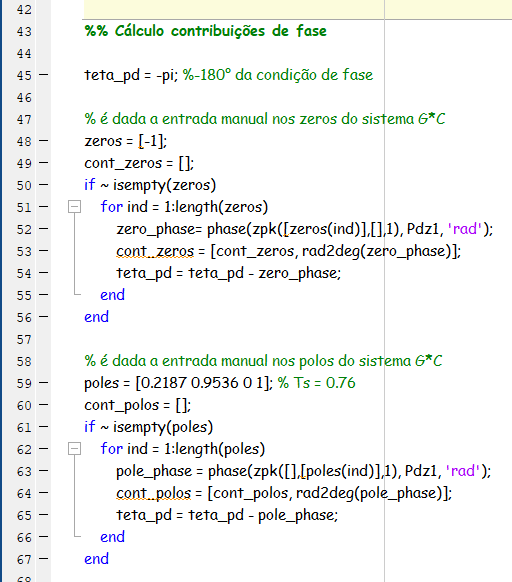 42
43 %% Cálculo contribuições de fase
44
45 teta_pd = -pi; %-180° da condição de fase
46
47 % é dada a entrada manual nos zeros do sistema G*C
48 zeros = [-1];
49 cont_zeros = [];
50 if ~ isempty(zeros)
51 for ind = 1:length(zeros)
52 zero_phase= phase(zpk([zeros(ind)],[],1), Pdz1, 'rad');
53 cont_zeros = [cont_zeros, rad2deg(zero_phase)];
54 teta_pd = teta_pd - zero_phase;
55 end
56 end
57
58 % é dada a entrada manual nos polos do sistema G*C
59 poles = [0.2187 0.9536 0 1]; % Ts = 0.76
60 cont_polos = [];
61 if ~ isempty(poles)
62 for ind = 1:length(poles)
63 pole_phase = phase(zpk([],[poles(ind)],1), Pdz1, 'rad');
64 cont_polos = [cont_polos, rad2deg(pole_phase)];
65 teta_pd = teta_pd - pole_phase;
66 end
67 end
68